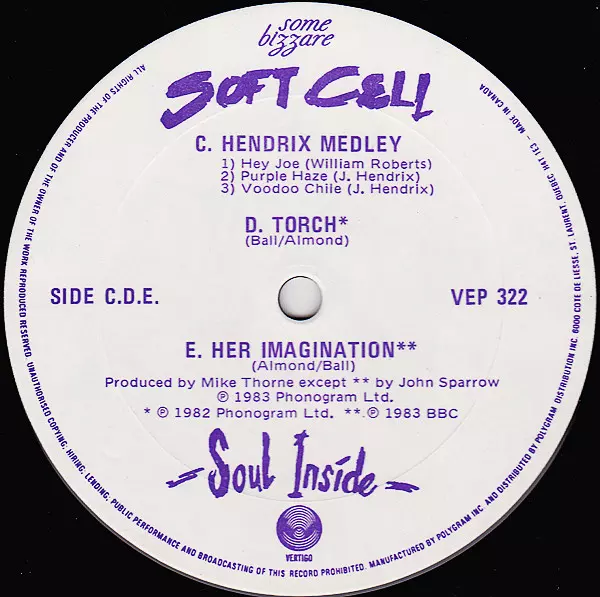 some
bizzare
SOFT CELL
C. HENDRIX MEDLEY
1) Hey Joe (William Roberts)
2) Purple Haze (J. Hendrix)
3) Voodoo Chile (J. Hendrix)
D. TORCH*
(Ball/Almond)
SIDE C.D.E.
VEP 322
E. HER IMAGINATION**
(Almond/Ball)
Produced by Mike Thorne except ** by John Sparrow
℗ 1983 Phonogram Ltd.
* ℗ 1982 Phonogram Ltd. **.℗ 1983 BBC
Soul Inside
VERTIGO
ALL RIGHTS OF THE PRODUCER AND OF THE OWNER OF THE WORK REPRODUCED RESERVED. UNAUTHORISED COPYING, HIRING, LENDING, PUBLIC PERFORMANCE AND BROADCASTING OF THIS RECORD PROHIBITED. MANUFACTURED BY POLYGRAM INC. AND DISTRIBUTED BY POLYGRAM DISTRIBUTION INC. 6000 COTE DE LIESSE, ST. LAURENT, QUEBEC H4T 1E3 - MADE IN CANADA